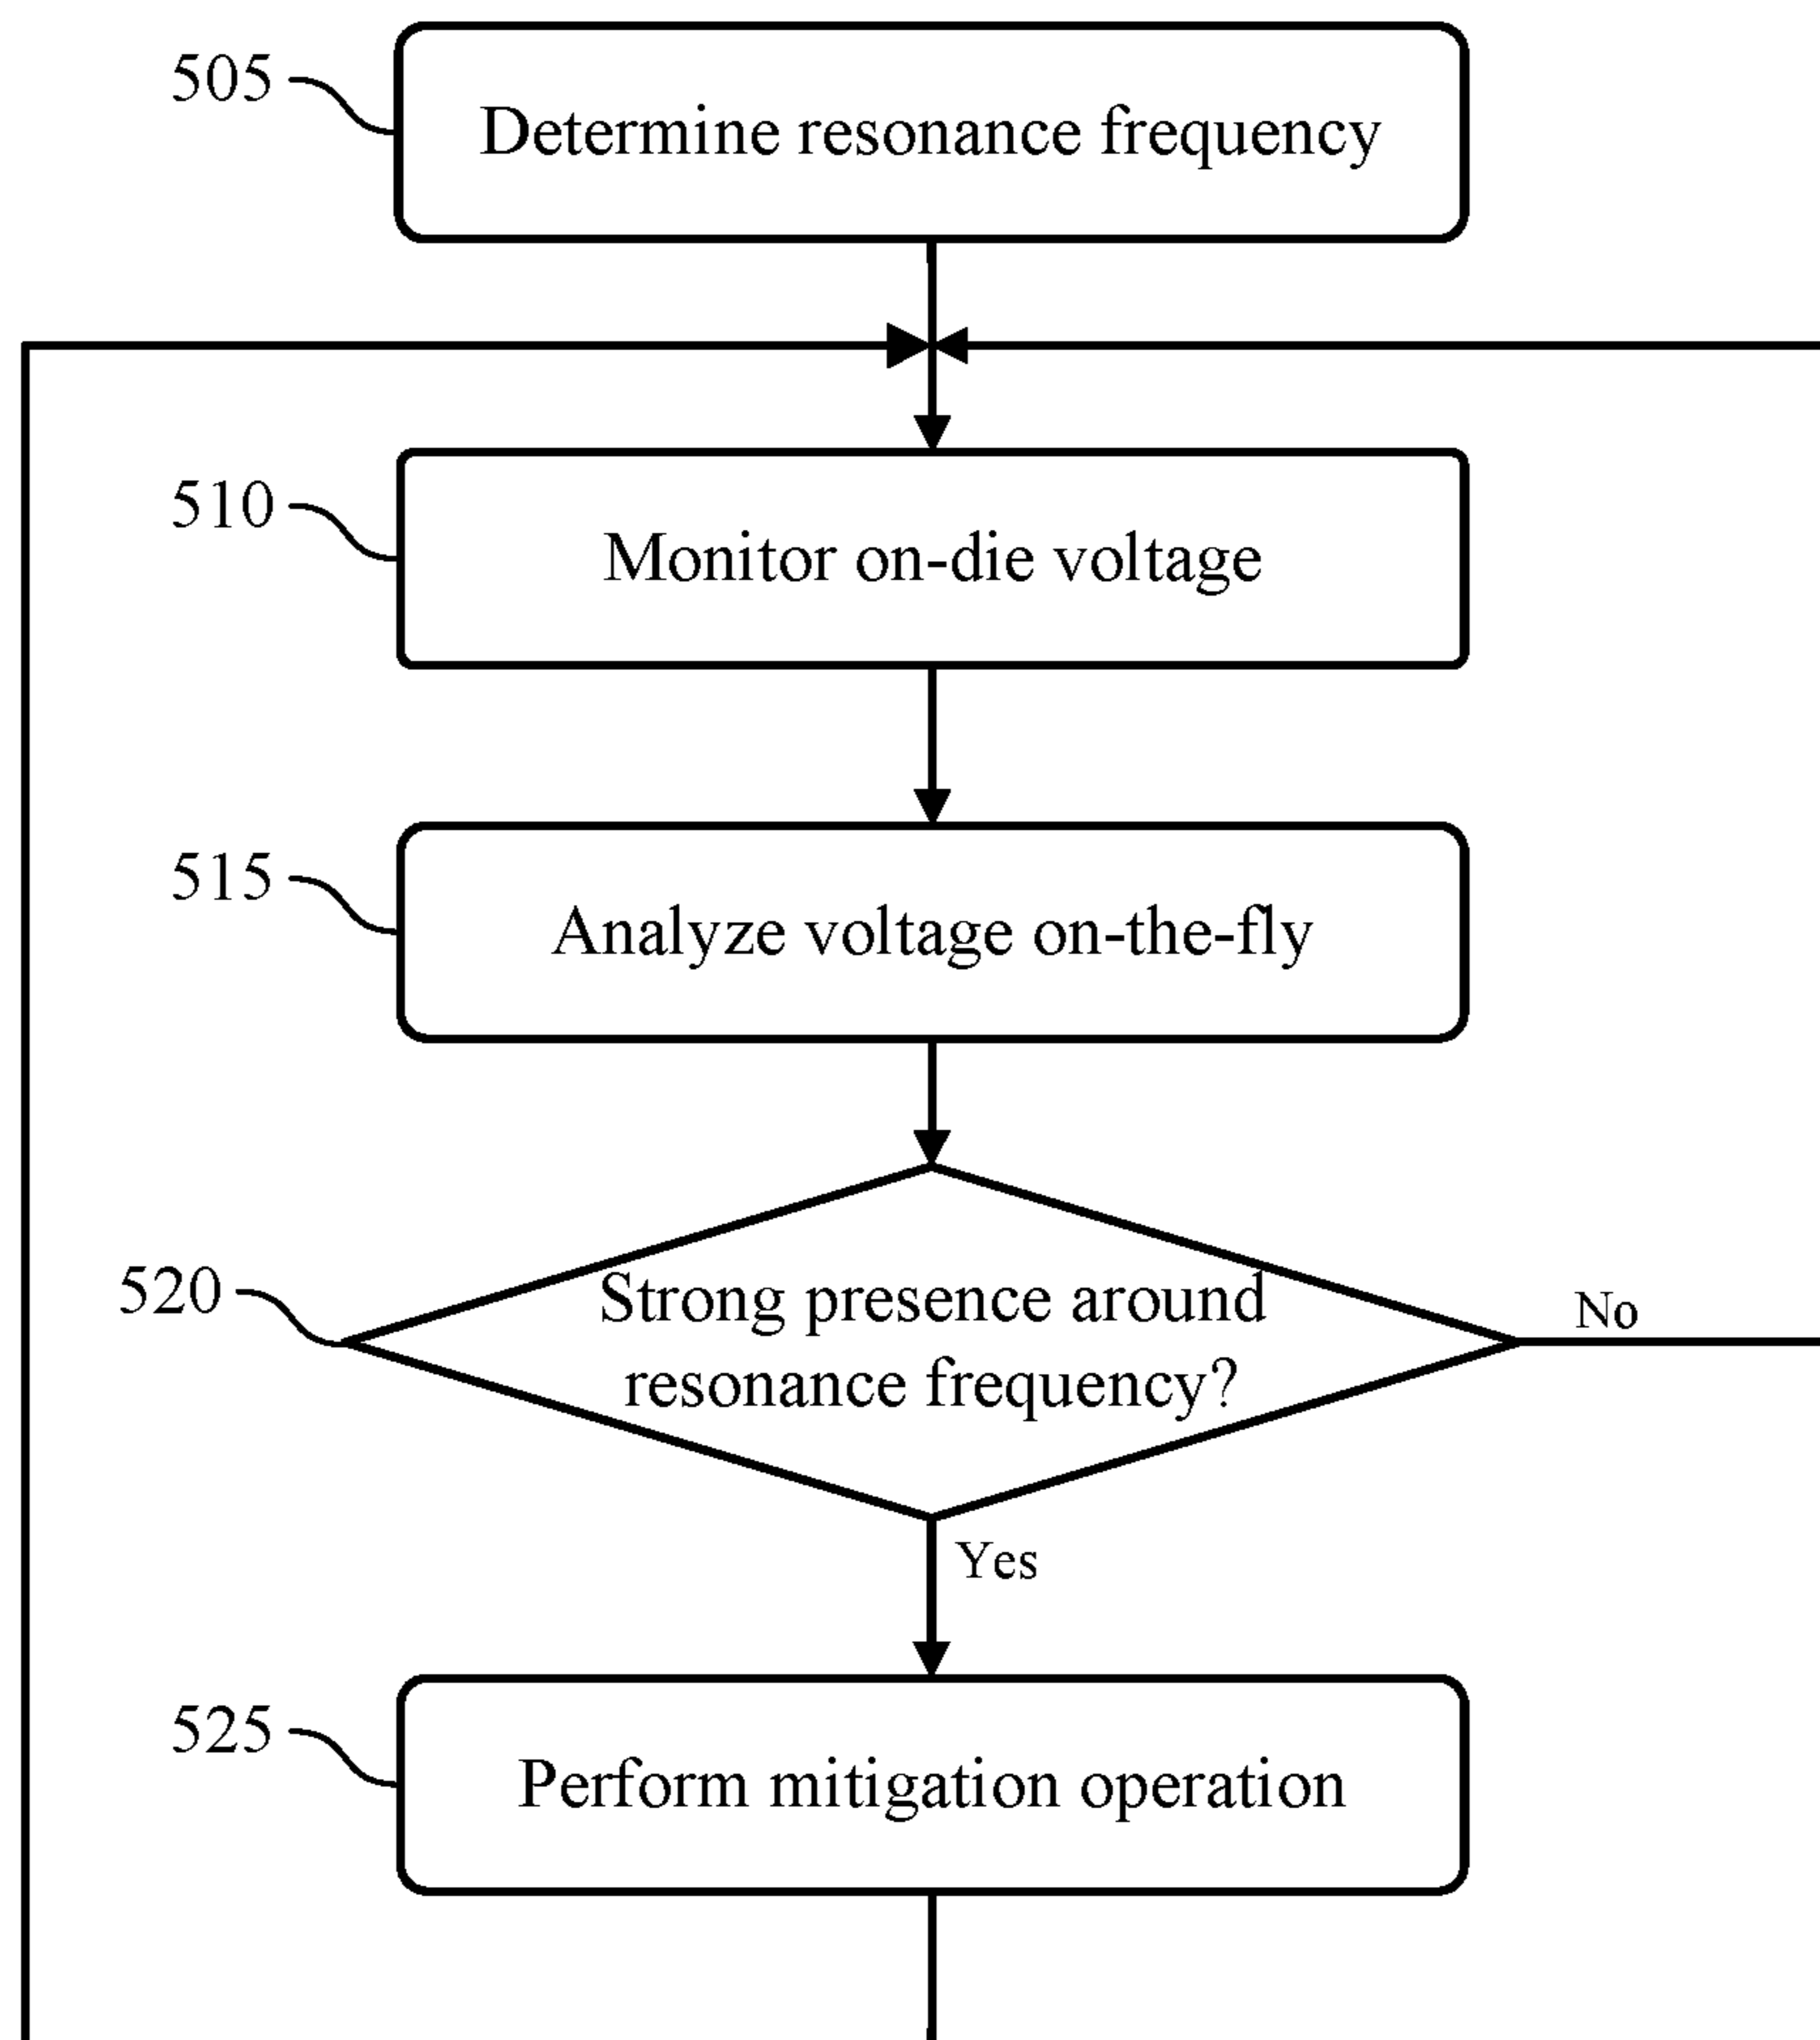 505
Determine resonance frequency
510
Monitor on-die voltage
515
Analyze voltage on-the-fly
520
Strong presence around
resonance frequency?
No
Yes
525
Perform mitigation operation